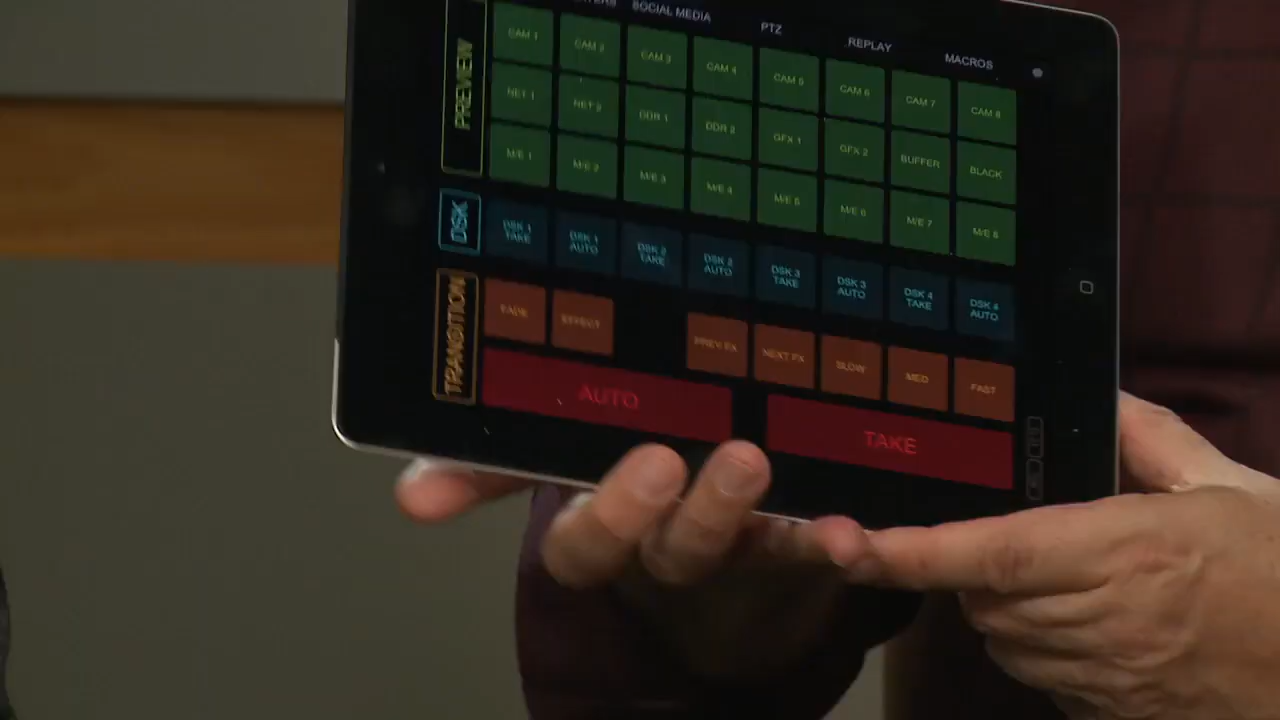 SOCIAL MEDIA PTZ REPLAY MACROS
PREVIEW
CAM 1 CAM 2 CAM 3 CAM 4 CAM 5 CAM 6 CAM 7 CAM 8
NET 1 NET 2 DDR 1 DDR 2 GFX 1 GFX 2 BUFFER BLACK
M/E 1 M/E 2 M/E 3 M/E 4 M/E 5 M/E 6 M/E 7 M/E 8
DSK
DSK 1 TAKE DSK 1 AUTO DSK 2 TAKE DSK 2 AUTO DSK 3 TAKE DSK 3 AUTO DSK 4 TAKE DSK 4 AUTO
TRANSITION
FADE EFFECT PREV FX NEXT FX SLOW MED FAST
AUTO TAKE